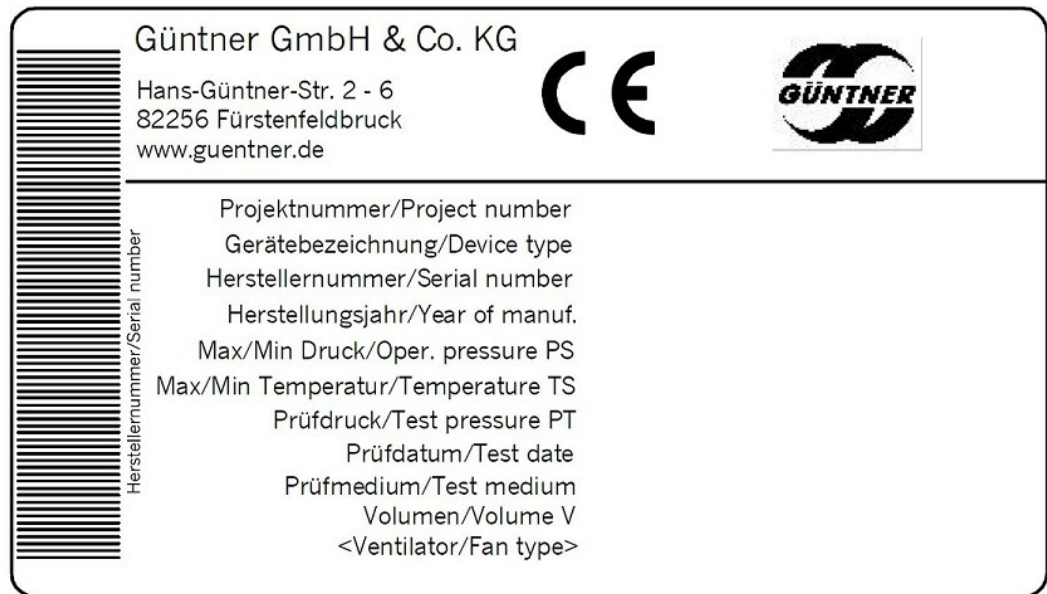 Güntner GmbH & Co. KG
Hans-Güntner-Str. 2 - 6
82256 Fürstenfeldbruck
www.guentner.de
CE
GÜNTNER
Herstellernummer/Serial number
Projektnummer/Project number
Gerätebezeichnung/Device type
Herstellernummer/Serial number
Herstellungsjahr/Year of manuf.
Max/Min Druck/Oper. pressure PS
Max/Min Temperatur/Temperature TS
Prüfdruck/Test pressure PT
Prüfdatum/Test date
Prüfmedium/Test medium
Volumen/Volume V
<Ventilator/Fan type>